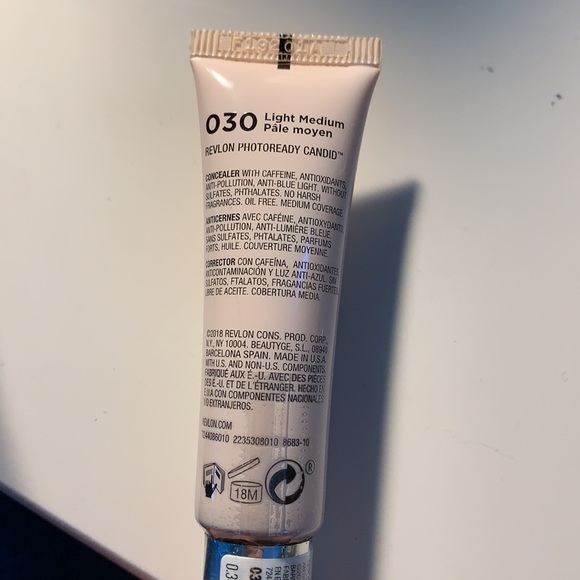 F19201A
030 Light Medium
Pâle moyen
REVLON PHOTOREADY CANDID™
CONCEALER WITH CAFFEINE, ANTIOXIDANTS,
ANTI-POLLUTION, ANTI-BLUE LIGHT. WITHOUT
SULFATES, PHTHALATES. NO HARSH
FRAGRANCES. OIL FREE. MEDIUM COVERAGE.
ANTICERNES AVEC CAFÉINE, ANTIOXYDANTS,
ANTI-POLLUTION, ANTI-LUMIÈRE BLEUE.
SANS SULFATES, PHTALATES, PARFUMS
FORTS, HUILE. COUVERTURE MOYENNE.
CORRECTOR CON CAFEÍNA, ANTIOXIDANTES,
ANTICONTAMINACIÓN Y LUZ ANTI-AZUL. SIN
SULFATOS, FTALATOS, FRAGANCIAS FUERTES,
LIBRE DE ACEITE. COBERTURA MEDIA.
©2018 REVLON CONS. PROD. CORP.,
N.Y., NY 10004. BEAUTYGE, S.L., 08940
BARCELONA SPAIN. MADE IN U.S.A.
WITH U.S. AND NON-U.S. COMPONENTS.
FABRIQUÉ AUX É.-U. AVEC DES PIÈCES
DES É.-U. ET DE L'ÉTRANGER. HECHO EN
E.U.A CON COMPONENTES NACIONALES
Y/O EXTRANJEROS.
REVLON.COM
7244086010 2235308010 8683-10
18M
®
0.3